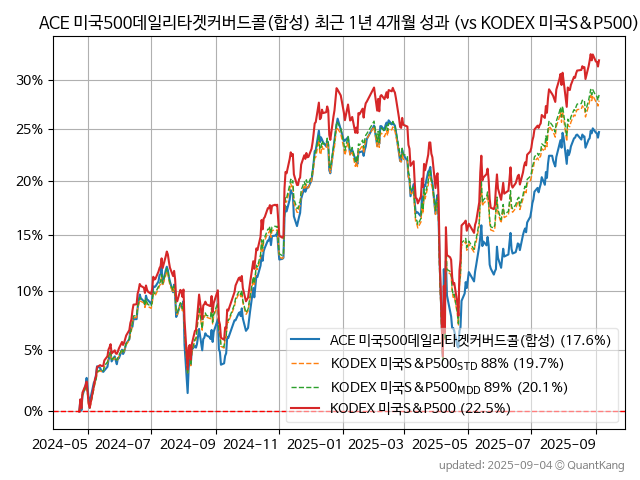 ACE 미국500데일리타겟커버드콜(합성) 최근 1년 4개월 성과 (vs KODEX 미국S&P500)
30%
25%
20%
15%
10%
5%
0%
ACE 미국500데일리타겟커버드콜(합성) (17.6%)
KODEX 미국S&P500STD 88% (19.7%)
KODEX 미국S&P500MDD 89% (20.1%)
KODEX 미국S&P500 (22.5%)
2024-05 2024-07 2024-09 2024-11 2025-01 2025-03 2025-05 2025-07 2025-09
updated: 2025-09-04 © QuantKang